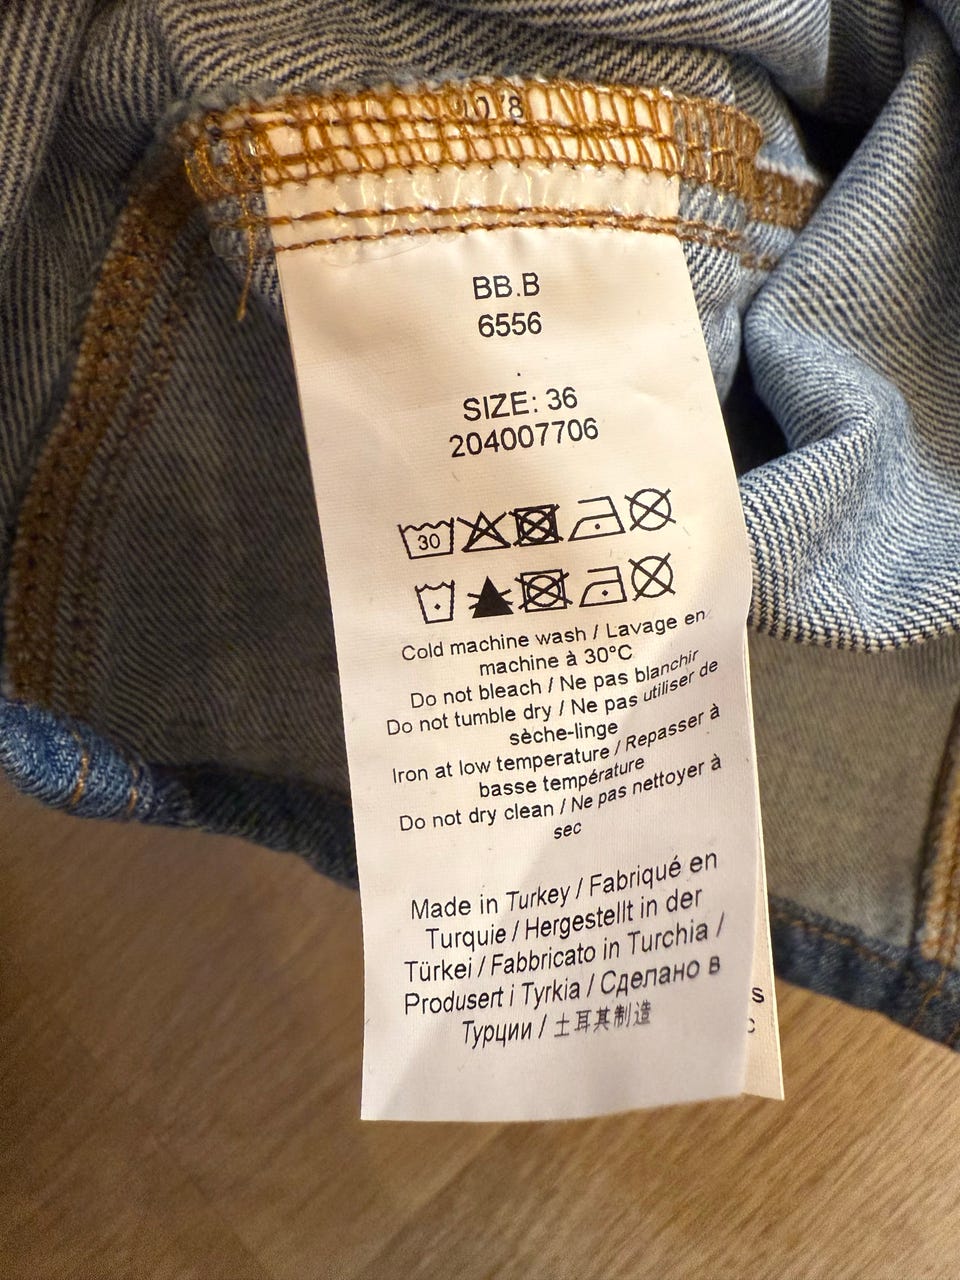 BB.B
6556
SIZE: 36
204007706
30
Cold machine wash / Lavage en
machine à 30°C
Do not bleach / Ne pas blanchir
Do not tumble dry / Ne pas utiliser de
sèche-linge
Iron at low temperature / Repasser à
basse température
Do not dry clean / Ne pas nettoyer à
sec
Made in Turkey / Fabriqué en
Turquie / Hergestellt in der
Türkei / Fabbricato in Turchia /
Produsert i Tyrkia / Сделано в
Турции / 土耳其制造